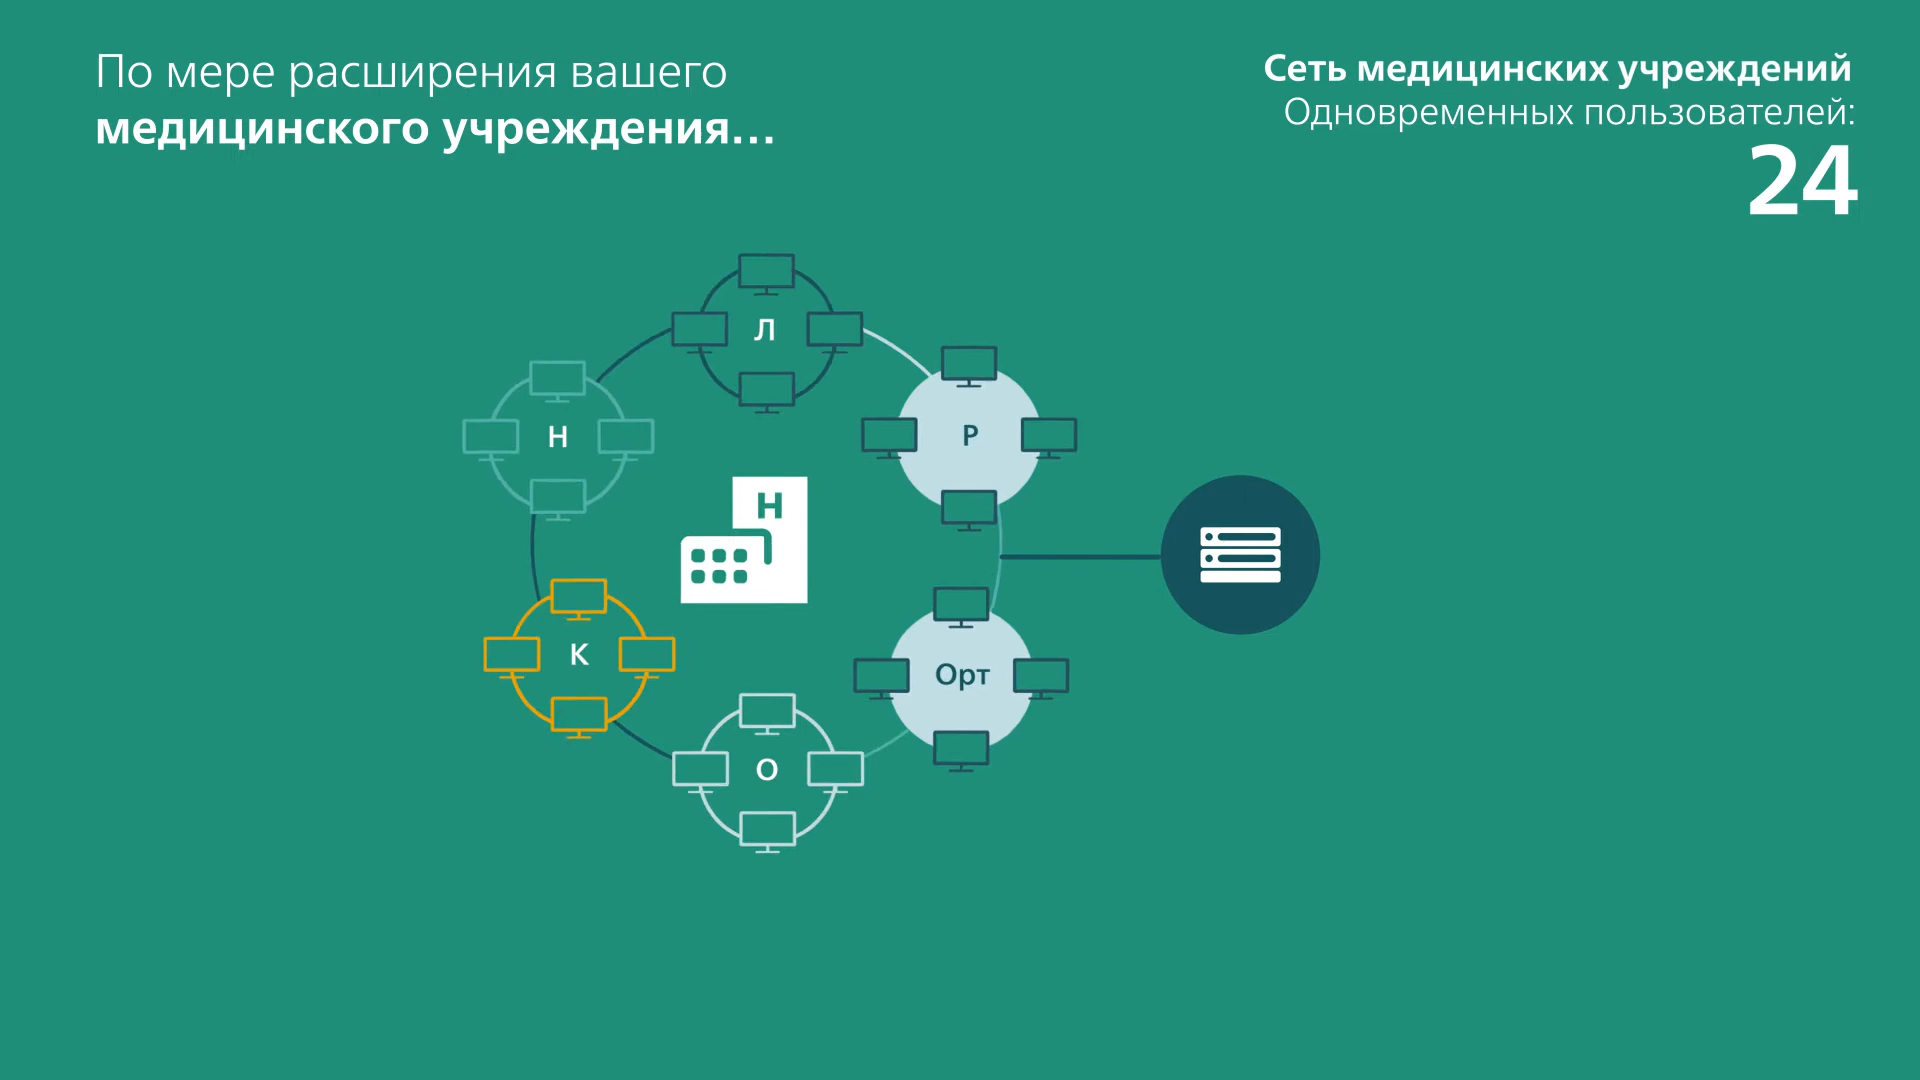 По мере расширения вашего
медицинского учреждения...
Сеть медицинских учреждений
Одновременных пользователей:
24
Л
Н
Р
Н
К
Орт
О